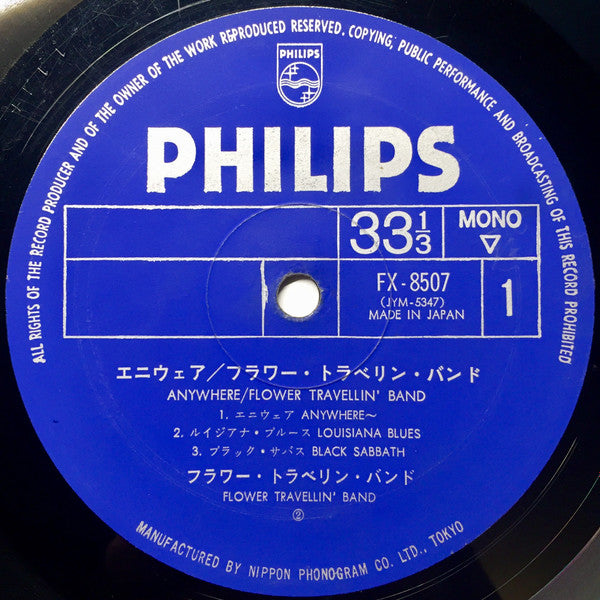 ALL RIGHTS OF THE RECORD PRODUCER AND OF THE OWNER OF THE WORK REPRODUCED RESERVED. COPYING, PUBLIC PERFORMANCE AND BROADCASTING OF THIS RECORD PROHIBITED
PHILIPS
PHILIPS
33 1/3
MONO
▽
FX-8507
(JYM-5347)
MADE IN JAPAN
1
エニウェア/フラワー・トラベリン・バンド
ANYWHERE/FLOWER TRAVELLIN' BAND
1. エニウェア ANYWHERE~
2. ルイジアナ・ブルース LOUISIANA BLUES
3. ブラック・サバス BLACK SABBATH
フラワー・トラベリン・バンド
FLOWER TRAVELLIN' BAND
②
MANUFACTURED BY NIPPON PHONOGRAM CO. LTD., TOKYO